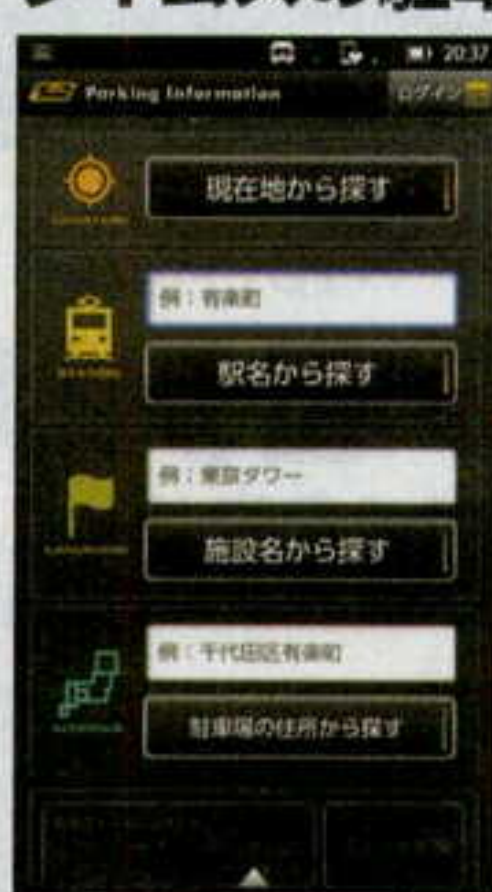 20:37
Parking Information
ログイン
現在地から探す
例：有楽町
駅名から探す
例：東京タワー
施設名から探す
例：千代田区有楽町
駐車場の住所から探す